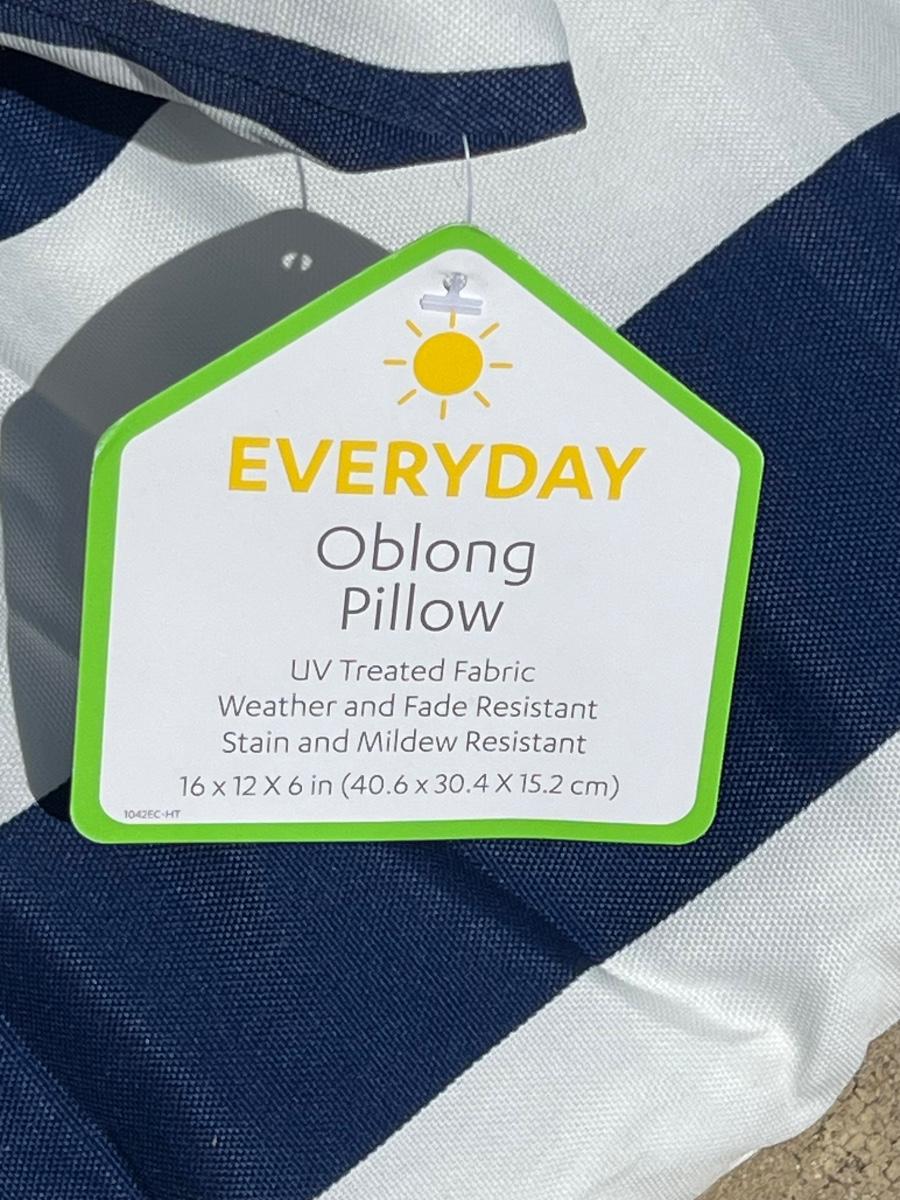 EVERYDAY
Oblong
Pillow
UV Treated Fabric
Weather and Fade Resistant
Stain and Mildew Resistant
16 x 12 X 6 in (40.6 x 30.4 X 15.2 cm)
1042EC-HT